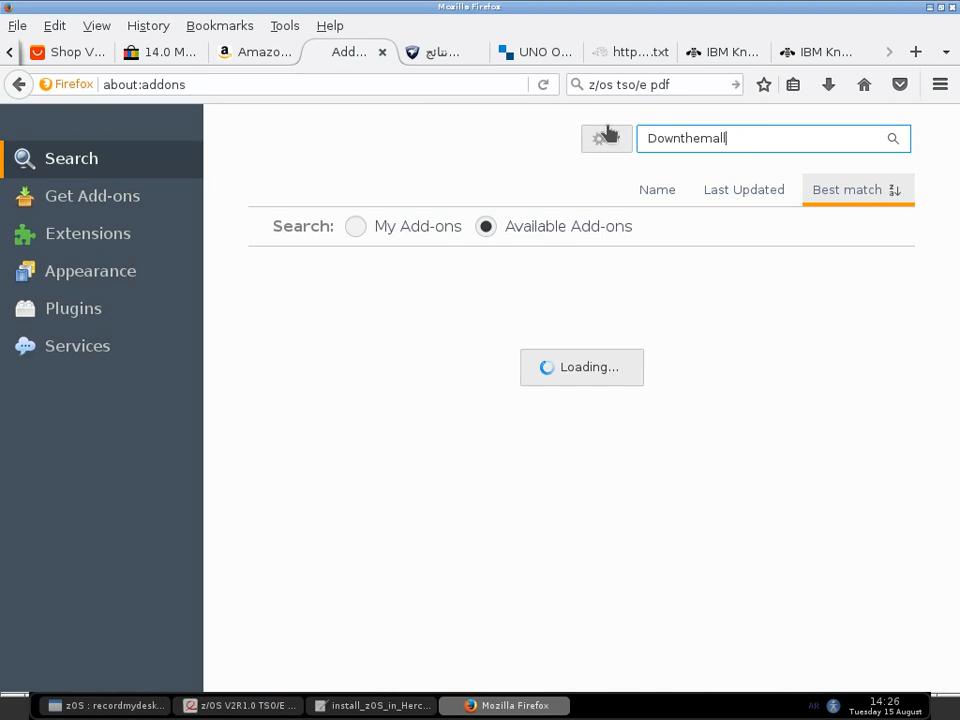 Mozilla Firefox
File Edit View History Bookmarks Tools Help
Shop V... 14.0 M... Amazo... Add... نتائج... UNO O... http....txt IBM Kn... IBM Kn...
Firefox about:addons z/os tso/e pdf
Downthemall
Name Last Updated Best match
Search: My Add-ons Available Add-ons
Search
Get Add-ons
Extensions
Appearance
Plugins
Services
Loading...
zOS : recordmydesk... z/OS V2R1.0 TSO/E ... install_zOS_in_Herc... Mozilla Firefox AR 14:26
Tuesday 15 August